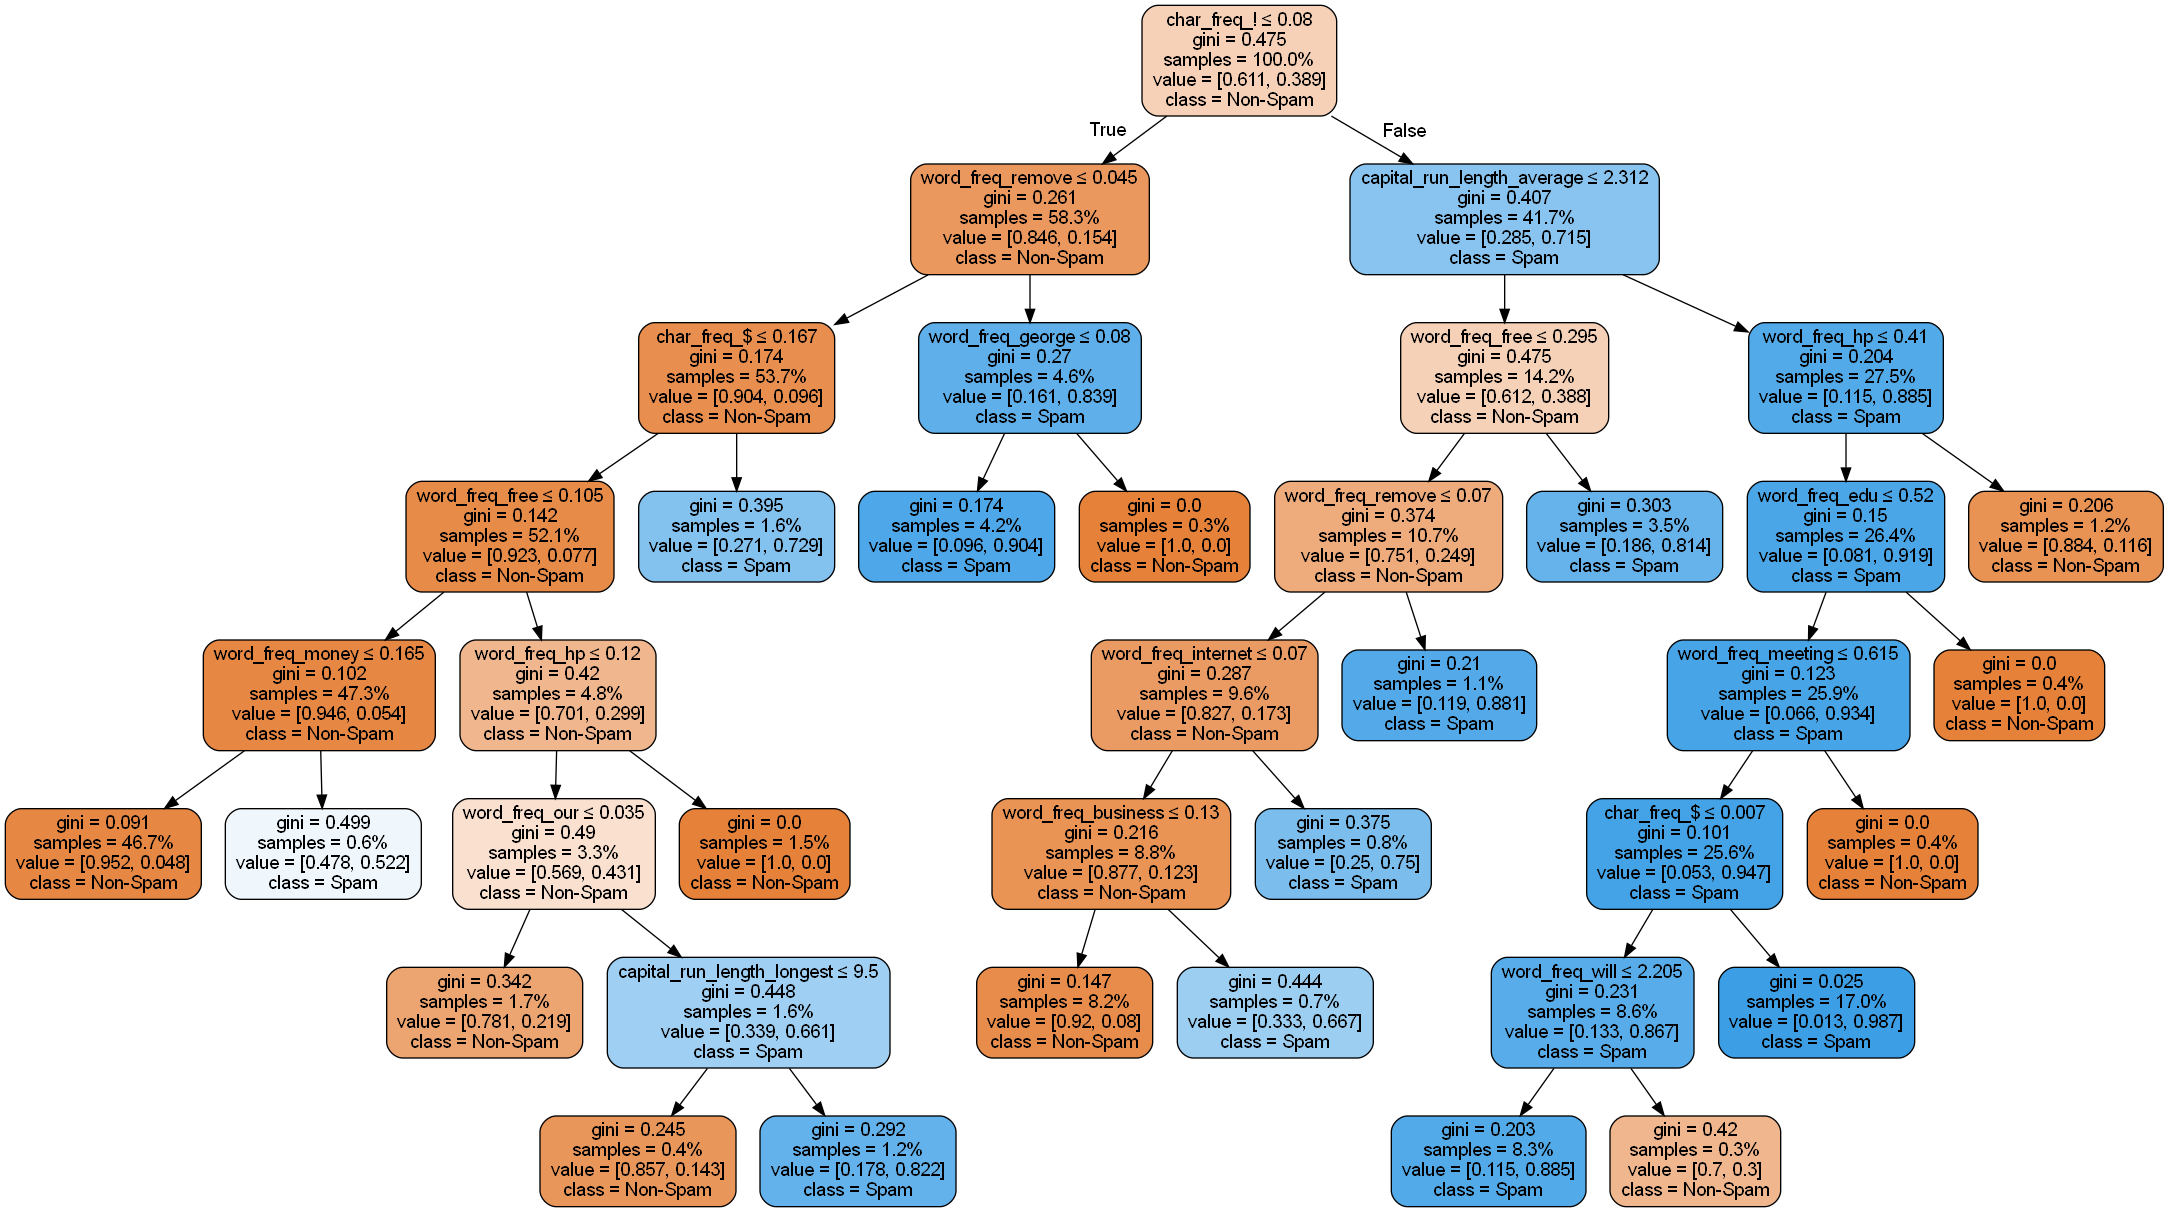 char_freq_! ≤ 0.08
gini = 0.475
samples = 100.0%
value = [0.611, 0.389]
class = Non-Spam
True
False
word_freq_remove ≤ 0.045
gini = 0.261
samples = 58.3%
value = [0.846, 0.154]
class = Non-Spam
capital_run_length_average ≤ 2.312
gini = 0.407
samples = 41.7%
value = [0.285, 0.715]
class = Spam
char_freq_$ ≤ 0.167
gini = 0.174
samples = 53.7%
value = [0.904, 0.096]
class = Non-Spam
word_freq_george ≤ 0.08
gini = 0.27
samples = 4.6%
value = [0.161, 0.839]
class = Spam
word_freq_free ≤ 0.295
gini = 0.475
samples = 14.2%
value = [0.612, 0.388]
class = Non-Spam
word_freq_hp ≤ 0.41
gini = 0.204
samples = 27.5%
value = [0.115, 0.885]
class = Spam
word_freq_free ≤ 0.105
gini = 0.142
samples = 52.1%
value = [0.923, 0.077]
class = Non-Spam
gini = 0.395
samples = 1.6%
value = [0.271, 0.729]
class = Spam
gini = 0.174
samples = 4.2%
value = [0.096, 0.904]
class = Spam
gini = 0.0
samples = 0.3%
value = [1.0, 0.0]
class = Non-Spam
word_freq_remove ≤ 0.07
gini = 0.374
samples = 10.7%
value = [0.751, 0.249]
class = Non-Spam
gini = 0.303
samples = 3.5%
value = [0.186, 0.814]
class = Spam
word_freq_edu ≤ 0.52
gini = 0.15
samples = 26.4%
value = [0.081, 0.919]
class = Spam
gini = 0.206
samples = 1.2%
value = [0.884, 0.116]
class = Non-Spam
word_freq_money ≤ 0.165
gini = 0.102
samples = 47.3%
value = [0.946, 0.054]
class = Non-Spam
word_freq_hp ≤ 0.12
gini = 0.42
samples = 4.8%
value = [0.701, 0.299]
class = Non-Spam
word_freq_internet ≤ 0.07
gini = 0.287
samples = 9.6%
value = [0.827, 0.173]
class = Non-Spam
gini = 0.21
samples = 1.1%
value = [0.119, 0.881]
class = Spam
word_freq_meeting ≤ 0.615
gini = 0.123
samples = 25.9%
value = [0.066, 0.934]
class = Spam
gini = 0.0
samples = 0.4%
value = [1.0, 0.0]
class = Non-Spam
gini = 0.091
samples = 46.7%
value = [0.952, 0.048]
class = Non-Spam
gini = 0.499
samples = 0.6%
value = [0.478, 0.522]
class = Spam
word_freq_our ≤ 0.035
gini = 0.49
samples = 3.3%
value = [0.569, 0.431]
class = Non-Spam
gini = 0.0
samples = 1.5%
value = [1.0, 0.0]
class = Non-Spam
word_freq_business ≤ 0.13
gini = 0.216
samples = 8.8%
value = [0.877, 0.123]
class = Non-Spam
gini = 0.375
samples = 0.8%
value = [0.25, 0.75]
class = Spam
char_freq_$ ≤ 0.007
gini = 0.101
samples = 25.6%
value = [0.053, 0.947]
class = Spam
gini = 0.0
samples = 0.4%
value = [1.0, 0.0]
class = Non-Spam
gini = 0.342
samples = 1.7%
value = [0.781, 0.219]
class = Non-Spam
capital_run_length_longest ≤ 9.5
gini = 0.448
samples = 1.6%
value = [0.339, 0.661]
class = Spam
gini = 0.147
samples = 8.2%
value = [0.92, 0.08]
class = Non-Spam
gini = 0.444
samples = 0.7%
value = [0.333, 0.667]
class = Spam
word_freq_will ≤ 2.205
gini = 0.231
samples = 8.6%
value = [0.133, 0.867]
class = Spam
gini = 0.025
samples = 17.0%
value = [0.013, 0.987]
class = Spam
gini = 0.245
samples = 0.4%
value = [0.857, 0.143]
class = Non-Spam
gini = 0.292
samples = 1.2%
value = [0.178, 0.822]
class = Spam
gini = 0.203
samples = 8.3%
value = [0.115, 0.885]
class = Spam
gini = 0.42
samples = 0.3%
value = [0.7, 0.3]
class = Non-Spam